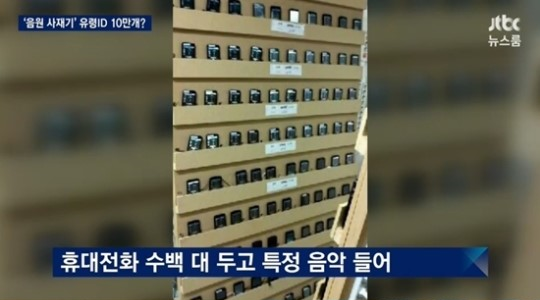 ‘음원 사재기’ 유령ID 10만개?
jtbc
뉴스룸
휴대전화 수백 대 두고 특정 음악 들어